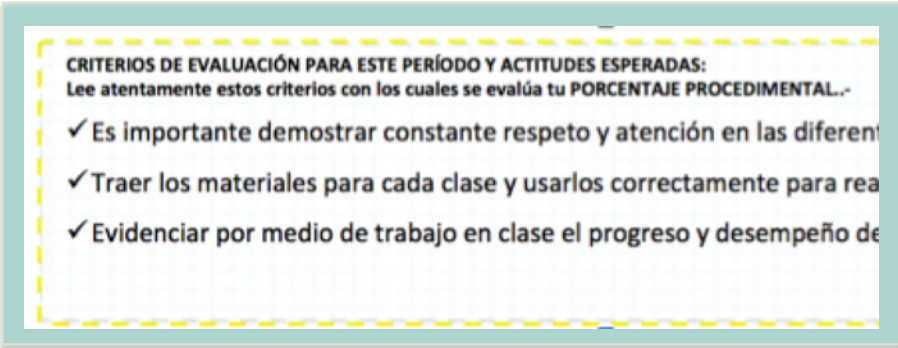 CRITERIOS DE EVALUACIÓN PARA ESTE PERÍODO Y ACTITUDES ESPERADAS:
Lee atentamente estos criterios con los cuales se evalúa tu PORCENTAJE PROCEDIMENTAL..-
✓Es importante demostrar constante respeto y atención en las
✓Traer los materiales para cada clase y usarlos correctamente para
✓Evidenciar por medio de trabajo en clase el progreso y desempeño de